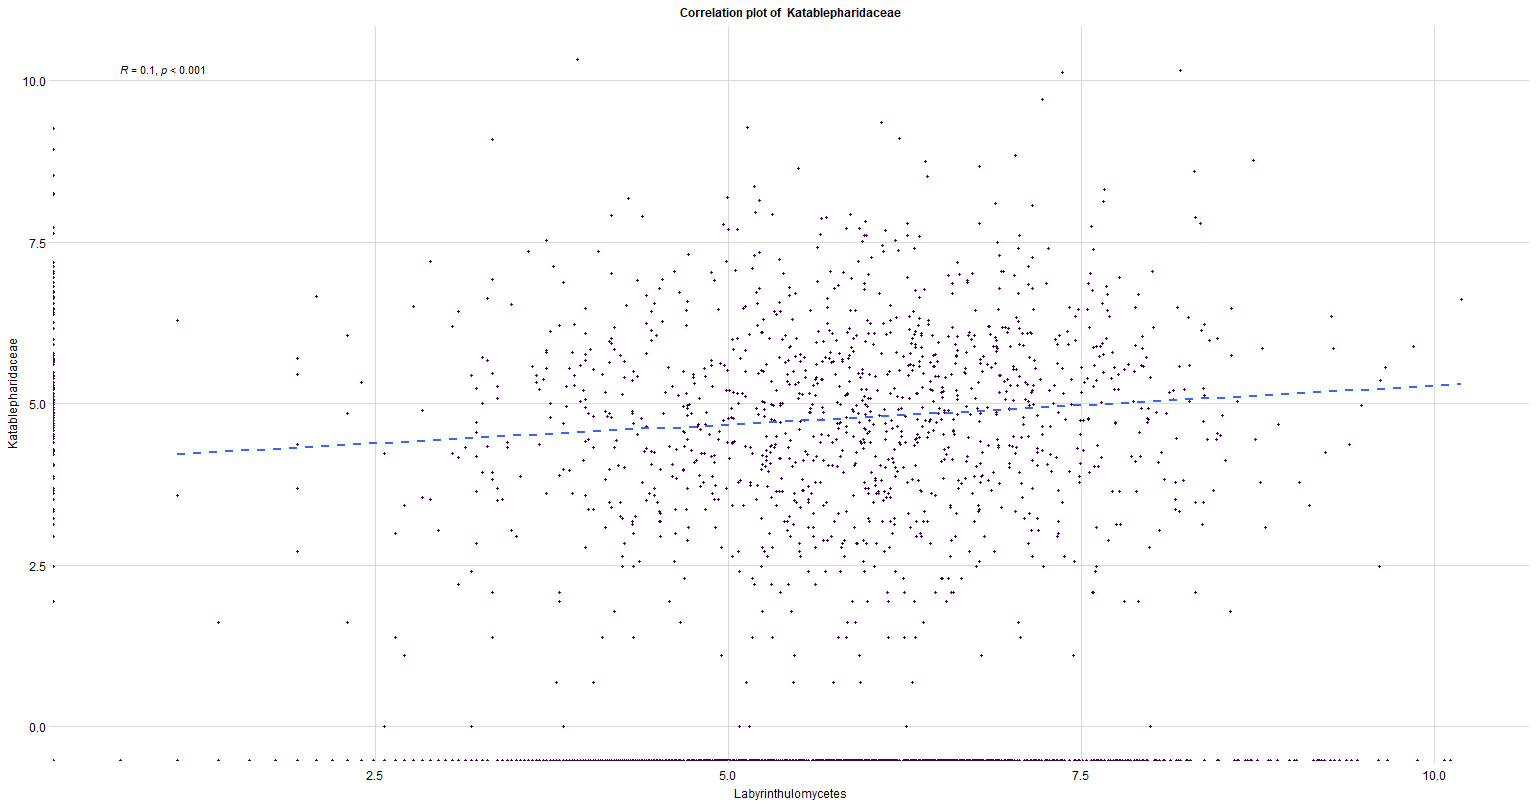 Correlation plot of Katablepharidaceae
R = 0.1, p < 0.001
10.0
7.5
5.0
2.5
0.0
Katablepharidaceae
2.5 5.0 7.5 10.0
Labyrinthulomycetes